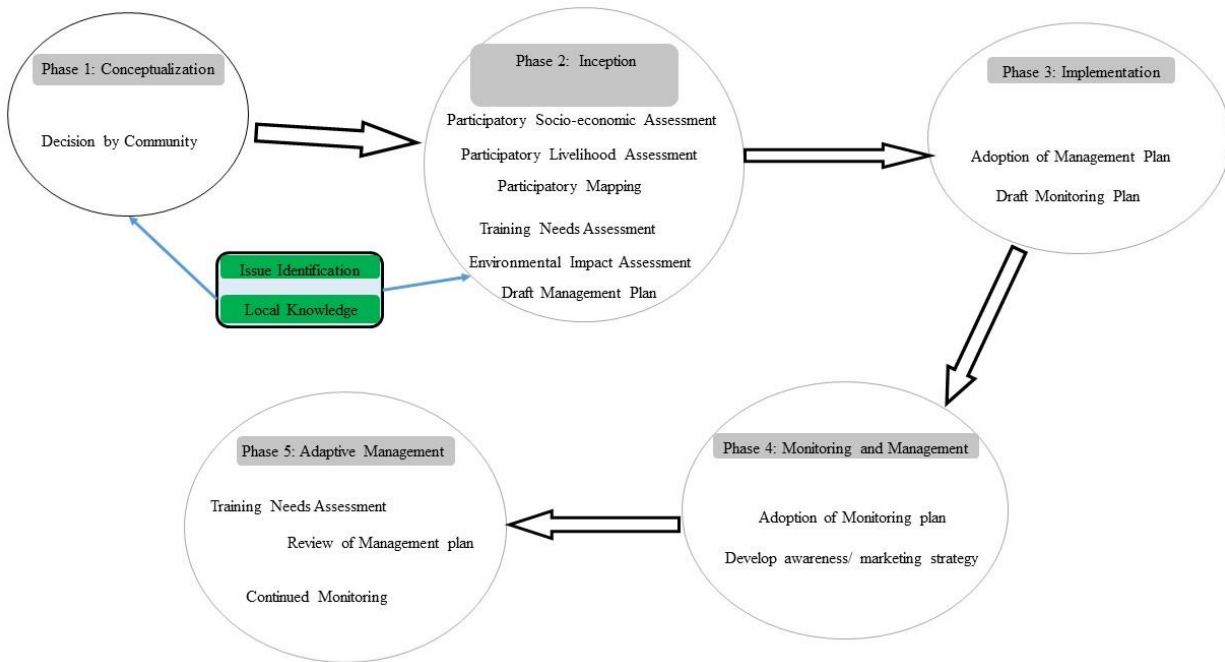 Phase 1: Conceptualization
Decision by Community
Phase 2: Inception
Participatory Socio-economic Assessment
Participatory Livelihood Assessment
Participatory Mapping
Training Needs Assessment
Environmental Impact Assessment
Draft Management Plan
Phase 3: Implementation
Adoption of Management Plan
Draft Monitoring Plan
Issue Identification
Local Knowledge
Phase 4: Monitoring and Management
Adoption of Monitoring plan
Develop awareness/ marketing strategy
Phase 5: Adaptive Management
Training Needs Assessment
Review of Management plan
Continued Monitoring